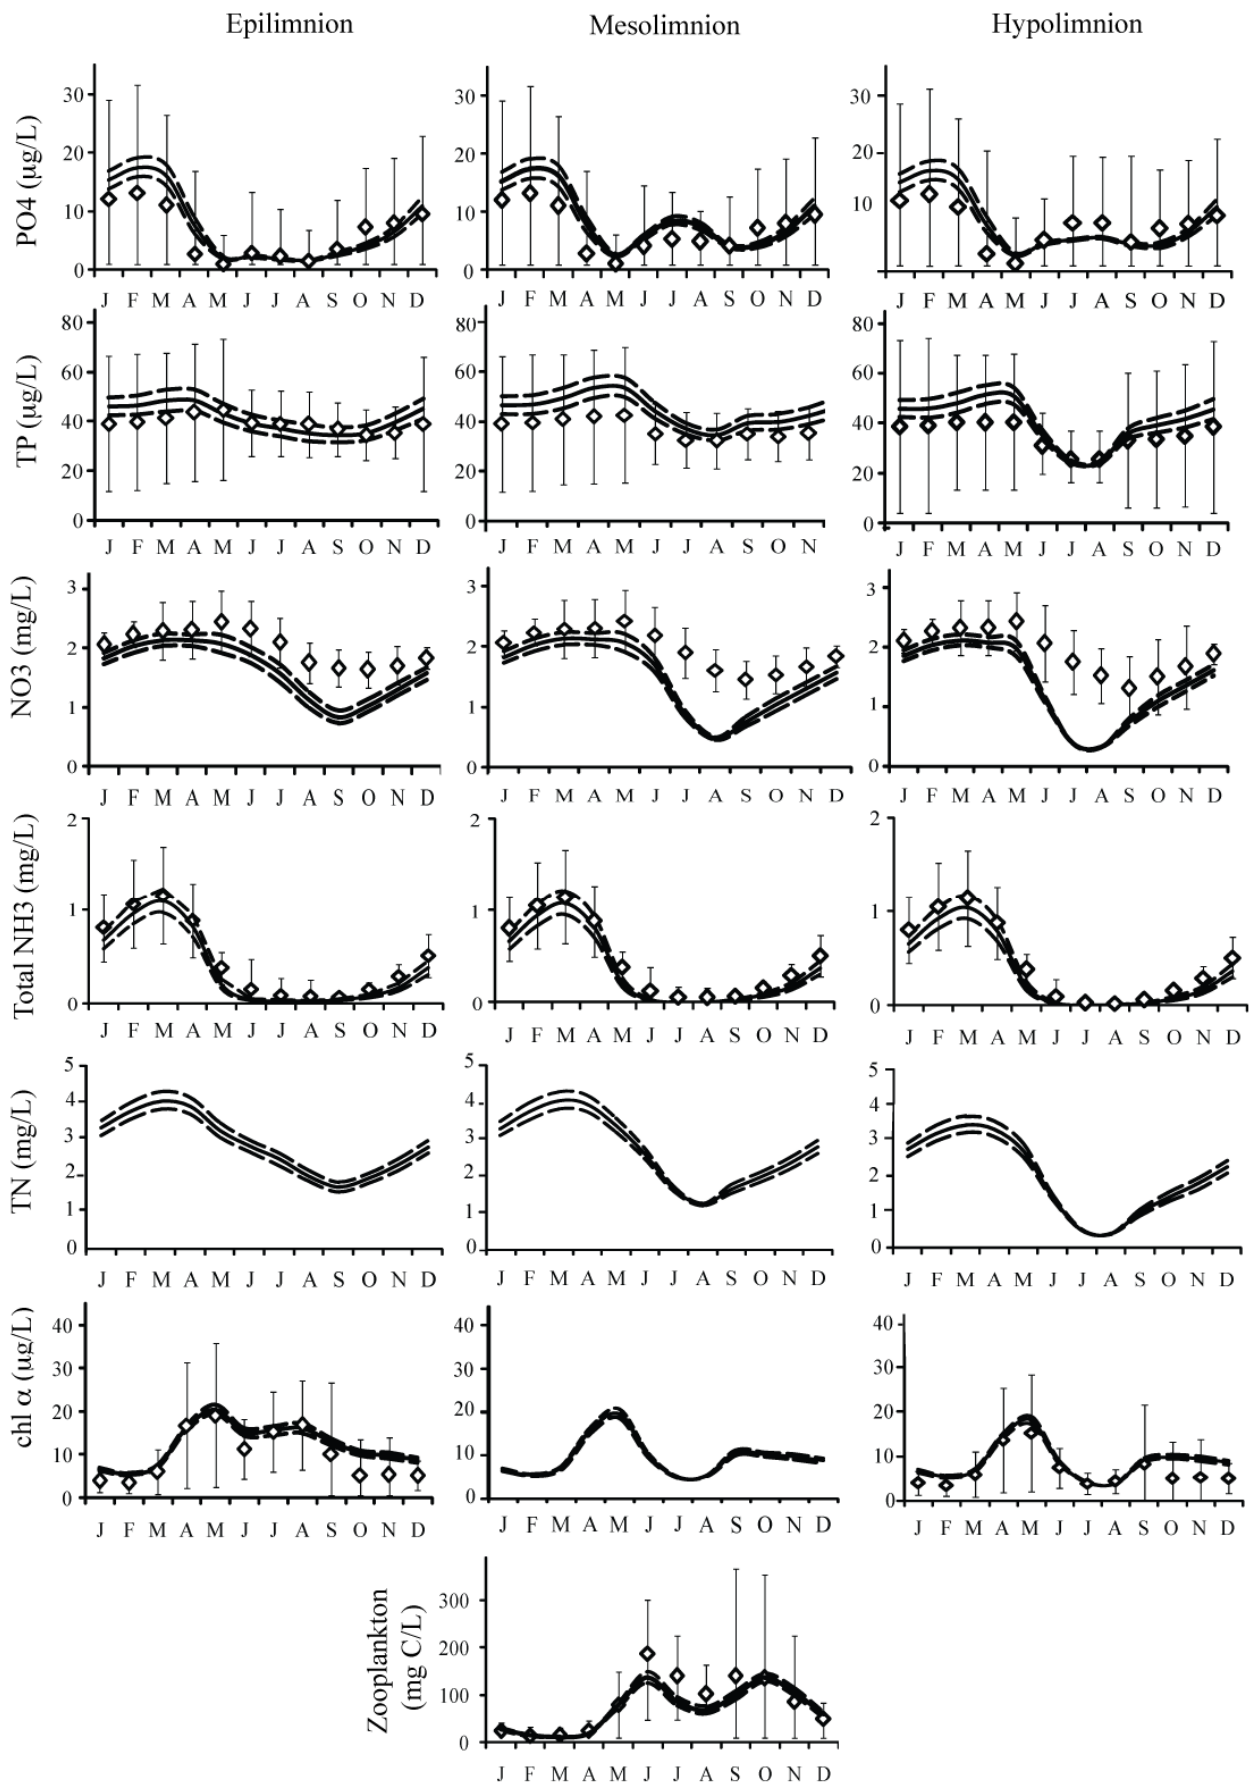 Epilimnion Mesolimnion Hypolimnion
PO4 (µg/L)
30 20 10 0
J F M A M J J A S O N D
30 20 10 0
J F M A M J J A S O N D
30 20 10
J F M A M J J A S O N D
TP (µg/L)
80 60 40 20 0
J F M A M J J A S O N D
80 60 40 20 0
J F M A M J J A S O N
80 60 40 20 0
J F M A M J J A S O N D
NO3 (mg/L)
3 2 1 0
J F M A M J J A S O N D
3 2 1 0
J F M A M J J A S O N D
3 2 1 0
J F M A M J J A S O N D
Total NH3 (mg/L)
2 1 0
J F M A M J J A S O N D
2 1 0
J F M A M J J A S O N D
2 1 0
J F M A M J J A S O N D
TN (mg/L)
5 4 3 2 1 0
J F M A M J J A S O N D
5 4 3 2 1 0
J F M A M J J A S O N D
5 4 3 2 1 0
J F M A M J J A S O N D
chl α (µg/L)
40 30 20 10 0
J F M A M J J A S O N D
40 30 20 10 0
J F M A M J J A S O N D
40 30 20 10 0
J F M A M J J A S O N D
Zooplankton
(mg C/L)
300 200 100 0
J F M A M J J A S O N D